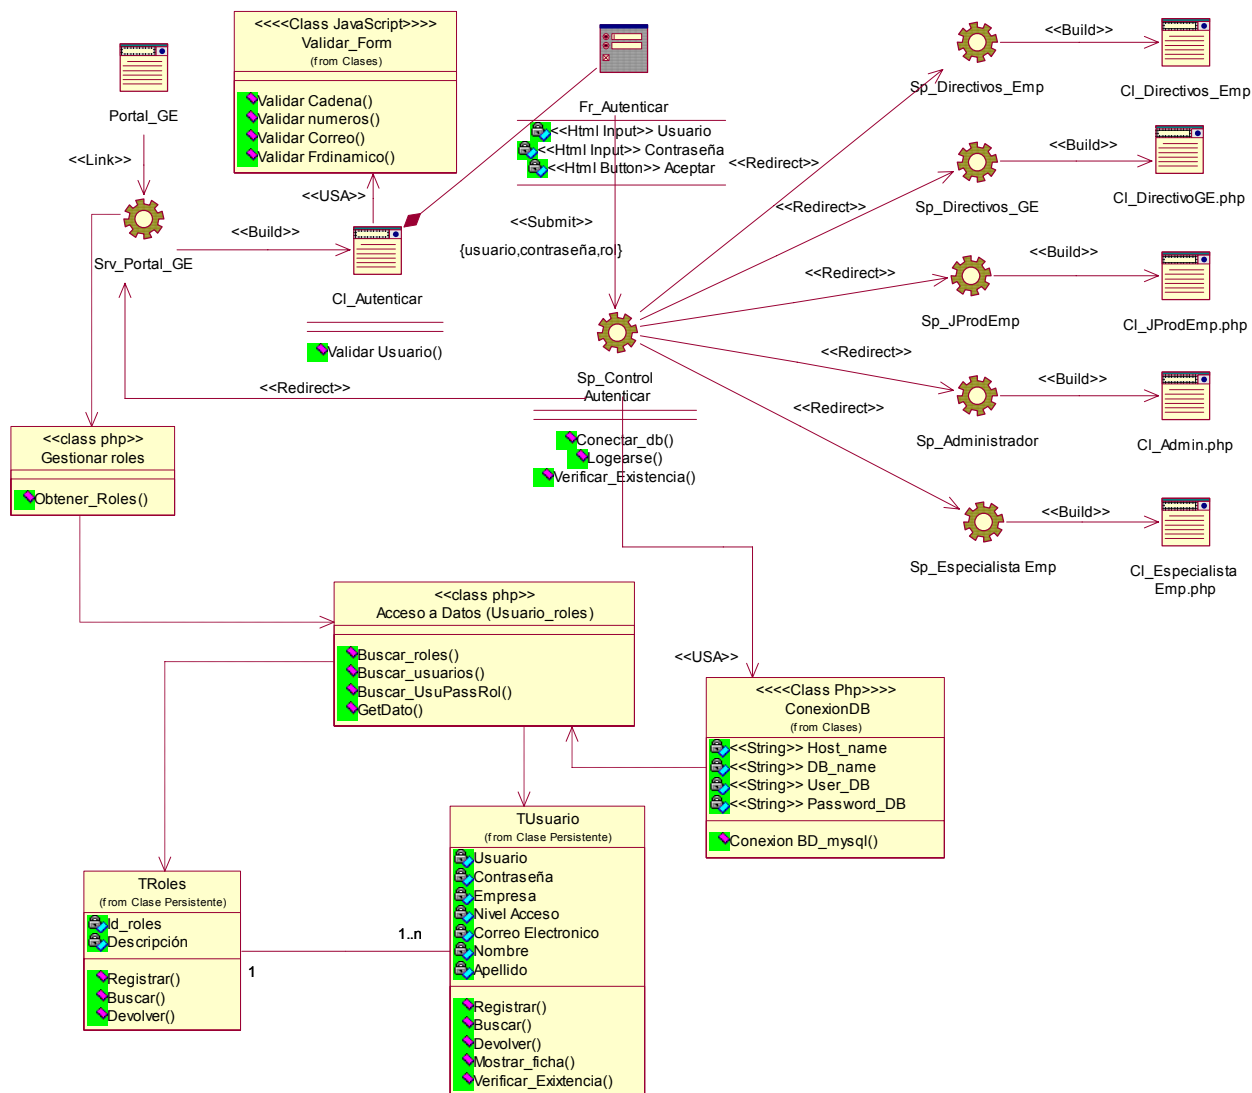 <<<<Class JavaScript>>>>
Validar_Form
(from Clases)
Validar Cadena()
Validar numeros()
Validar Correo()
Validar Frdinamico()
Portal_GE
<<Link>>
Srv_Portal_GE
<<Build>>
<<USA>>
Cl_Autenticar
Validar Usuario()
<<Redirect>>
Fr_Autenticar
<<Html Input>> Usuario
<<Html Input>> Contraseña
<<Html Button>> Aceptar
<<Submit>>
{usuario,contraseña,rol}
Sp_Control
Autenticar
Conectar_db()
Logearse()
Verificar_Existencia()
<<Redirect>>
Sp_Directivos_Emp
<<Build>>
Cl_Directivos_Emp
<<Redirect>>
Sp_Directivos_GE
<<Build>>
Cl_DirectivoGE.php
<<Redirect>>
Sp_JProdEmp
<<Build>>
Cl_JProdEmp.php
<<Redirect>>
Sp_Administrador
<<Build>>
Cl_Admin.php
<<Redirect>>
Sp_Especialista Emp
<<Build>>
Cl_Especialista
Emp.php
<<class php>>
Gestionar roles
Obtener_Roles()
<<class php>>
Acceso a Datos (Usuario_roles)
Buscar_roles()
Buscar_usuarios()
Buscar_UsuPassRol()
GetDato()
<<USA>>
<<<<Class Php>>>>
ConexionDB
(from Clases)
<<String>> Host_name
<<String>> DB_name
<<String>> User_DB
<<String>> Password_DB
Conexion BD_mysql()
TRoles
(from Clase Persistente)
Id_roles
Descripción
Registrar()
Buscar()
Devolver()
1
1..n
TUsuario
(from Clase Persistente)
Usuario
Contraseña
Empresa
Nivel Acceso
Correo Electronico
Nombre
Apellido
Registrar()
Buscar()
Devolver()
Mostrar_ficha()
Verificar_Exixtencia()